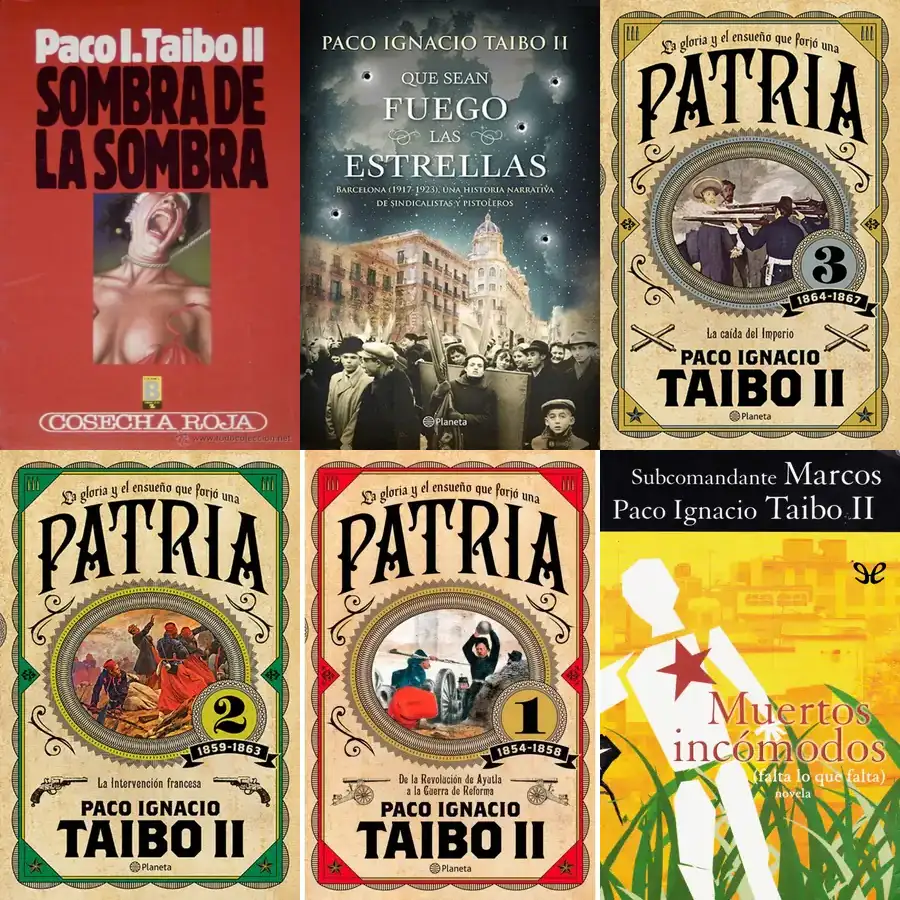 Paco I. Taibo II
SOMBRA DE
LA SOMBRA
B
COSECHA ROJA
www.todocoleccion.net
PACO IGNACIO TAIBO II
QUE SEAN
FUEGO
LAS
ESTRELLAS
BARCELONA (1917-1923), UNA HISTORIA NARRATIVA
DE SINDICALISTAS Y PISTOLEROS
Planeta
La gloria y el ensueño que forjó una
PATRIA
3
1864-1867
La caída del Imperio
PACO IGNACIO
TAIBO II
Planeta
La gloria y el ensueño que forjó una
PATRIA
2
1859-1863
La Intervención francesa
PACO IGNACIO
TAIBO II
Planeta
La gloria y el ensueño que forjó una
PATRIA
1
1854-1858
De la Revolución de Ayutla
a la Guerra de Reforma
PACO IGNACIO
TAIBO II
Planeta
Subcomandante Marcos
Paco Ignacio Taibo II
Muertos
incómodos
(falta lo que falta)
novela